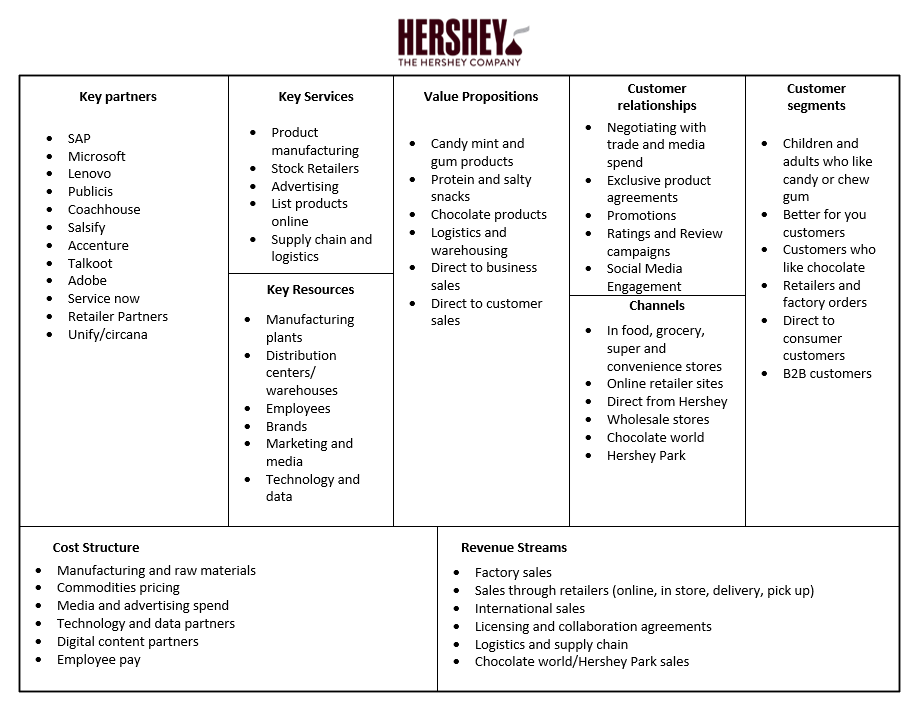 HERSHEY
THE HERSHEY COMPANY
Key partners
• SAP
• Microsoft
• Lenovo
• Publicis
• Coachhouse
• Salsify
• Accenture
• Talkoot
• Adobe
• Service now
• Retailer Partners
• Unify/circana
Key Services
• Product
manufacturing
• Stock Retailers
• Advertising
• List products
online
• Supply chain and
logistics
Key Resources
• Manufacturing
plants
• Distribution
centers/
warehouses
• Employees
• Brands
• Marketing and
media
• Technology and
data
Value Propositions
• Candy mint and
gum products
• Protein and salty
snacks
• Chocolate products
• Logistics and
warehousing
• Direct to business
sales
• Direct to customer
sales
Customer
relationships
• Negotiating with
trade and media
spend
• Exclusive product
agreements
• Promotions
• Ratings and Review
campaigns
• Social Media
Engagement
Channels
• In food, grocery,
super and
convenience stores
• Online retailer sites
• Direct from Hershey
• Wholesale stores
• Chocolate world
• Hershey Park
Customer
segments
• Children and
adults who like
candy or chew
gum
• Better for you
customers
• Customers who
like chocolate
• Retailers and
factory orders
• Direct to
consumer
customers
• B2B customers
Cost Structure
• Manufacturing and raw materials
• Commodities pricing
• Media and advertising spend
• Technology and data partners
• Digital content partners
• Employee pay
Revenue Streams
• Factory sales
• Sales through retailers (online, in store, delivery, pick up)
• International sales
• Licensing and collaboration agreements
• Logistics and supply chain
• Chocolate world/Hershey Park sales